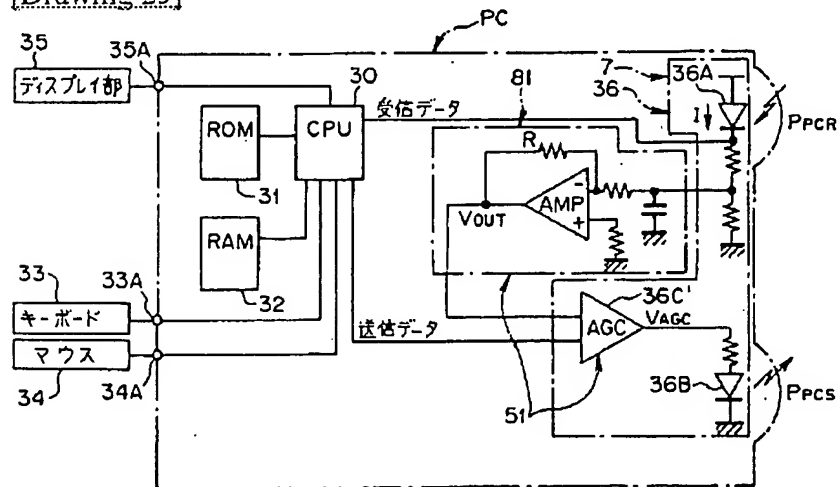 [Drawing 25]
PC
35
35A
ディスプレイ部
30
81
7
36A
36
I
PPCR
ROM
CPU
受信データ
R
31
AMP
-
+
VOUT
RAM
32
33
33A
36C'
キーボード
送信データ
AGC
VAGC
マウス
34
34A
36B
51
PPCS